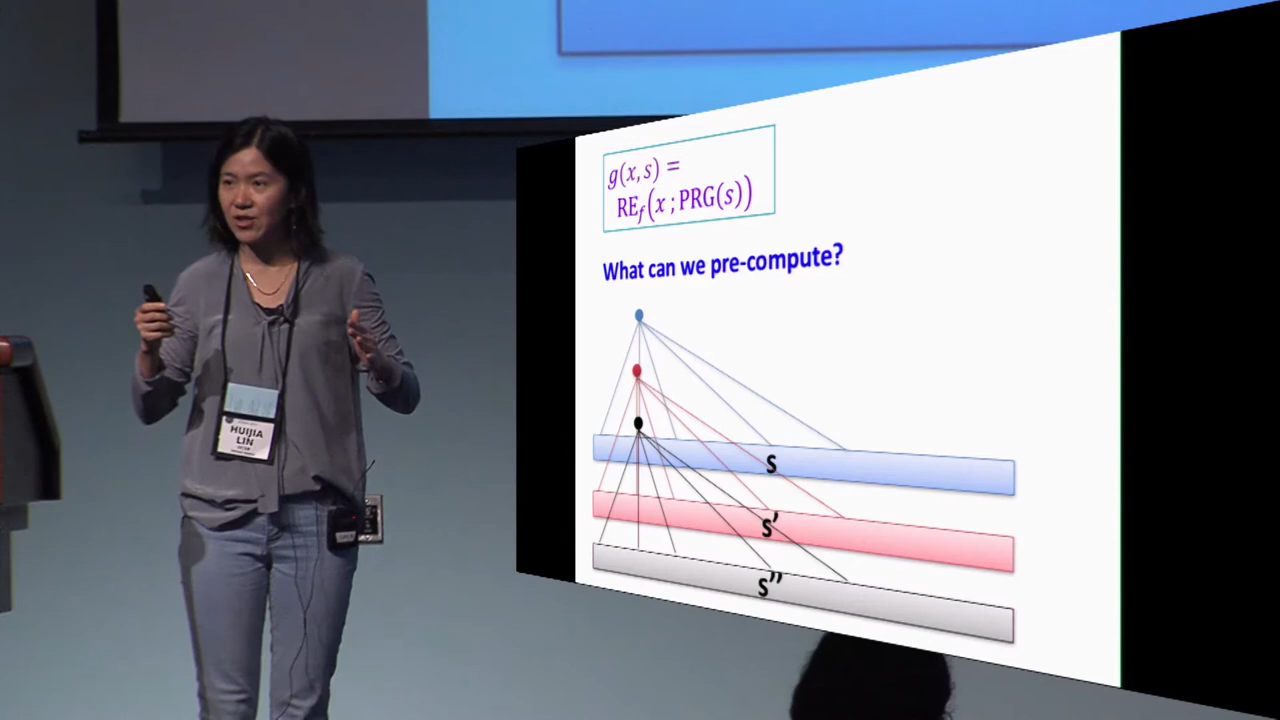 g(x, s) =
RE_f(x ; PRG(s))
What can we pre-compute?
s
s′
s′′
HUIJIA
LIN